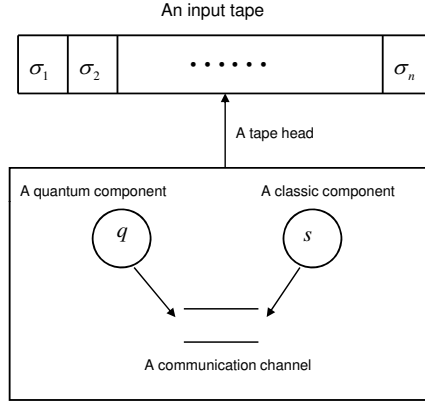 An input tape
σ₁ σ₂ ...... σₙ
A tape head
A quantum component A classic component
q s
A communication channel